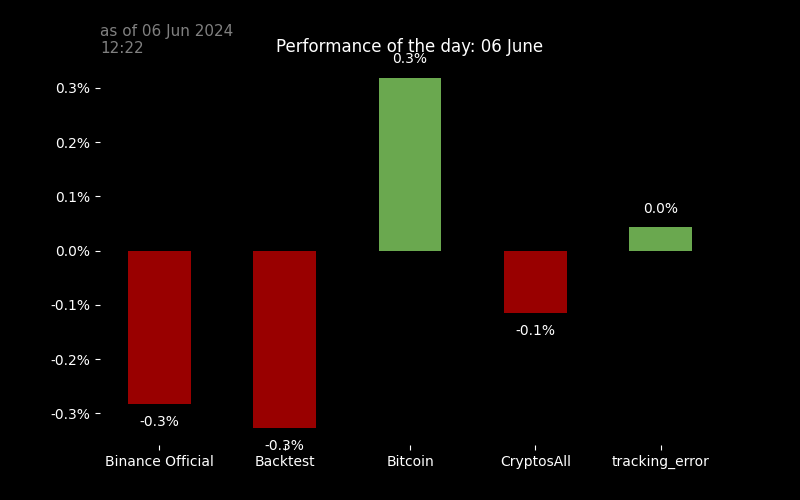 as of 06 Jun 2024
12:22
Performance of the day: 06 June
0.3%
0.3%
0.2%
0.1%
0.0%
0.0%
-0.1%
-0.1%
-0.2%
-0.3%
-0.3%
-0.3%
Binance Official
Backtest
Bitcoin
CryptosAll
tracking_error